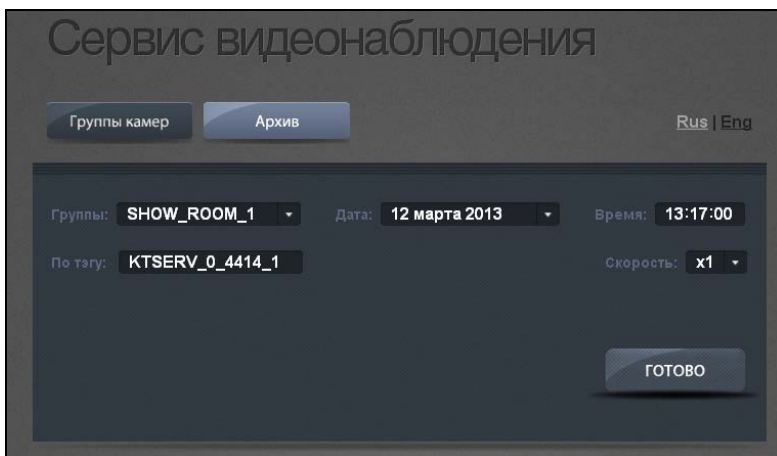 Сервис видеонаблюдения
Группы камер Архив Rus | Eng
Группы: SHOW_ROOM_1 Дата: 12 марта 2013 Время: 13:17:00
По тэгу: KTSERV_0_4414_1 Скорость: x1
ГОТОВО